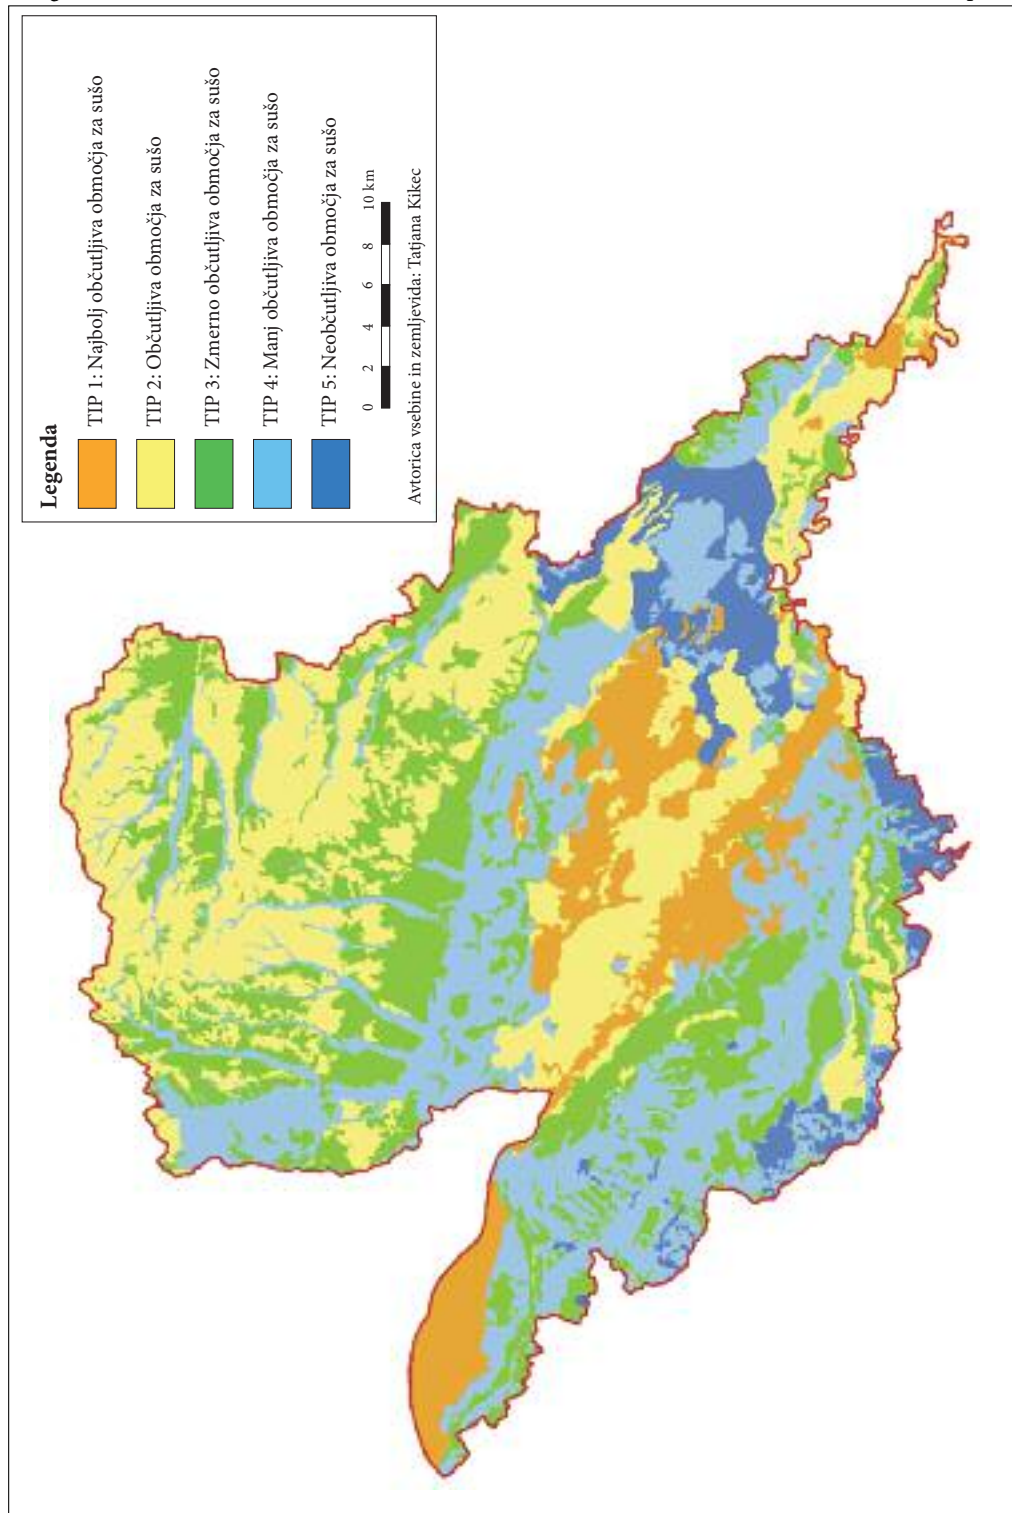 Legenda
TIP 1: Najbolj občutljiva območja za sušo
TIP 2: Občutljiva območja za sušo
TIP 3: Zmerno občutljiva območja za sušo
TIP 4: Manj občutljiva območja za sušo
TIP 5: Neobčutljiva območja za sušo
0 2 4 6 8 10 km
Avtorica vsebine in zemljevida: Tatjana Kikec